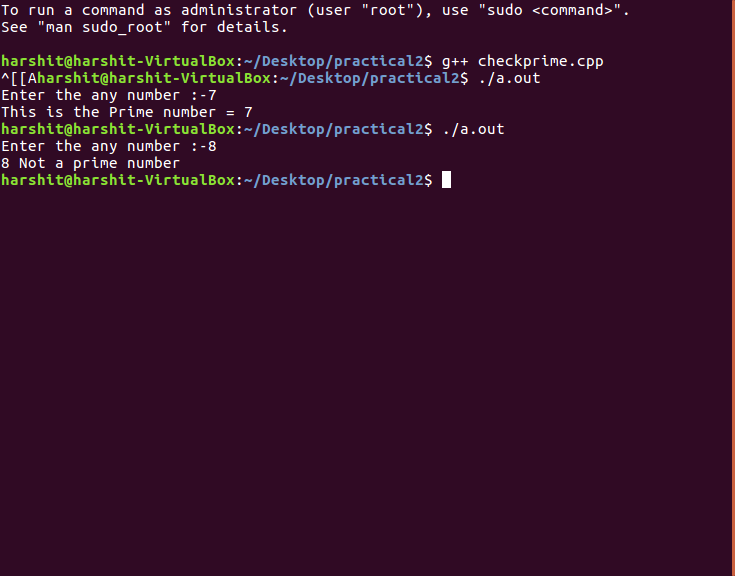 To run a command as administrator (user "root"), use "sudo <command>".
See "man sudo_root" for details.
harshit@harshit-VirtualBox:~/Desktop/practical2$ g++ checkprime.cpp
^[[Aharshit@harshit-VirtualBox:~/Desktop/practical2$ ./a.out
Enter the any number :-7
This is the Prime number = 7
harshit@harshit-VirtualBox:~/Desktop/practical2$ ./a.out
Enter the any number :-8
8 Not a prime number
harshit@harshit-VirtualBox:~/Desktop/practical2$